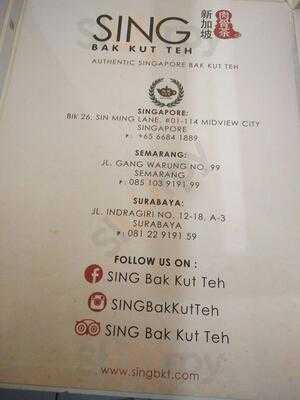 SING
新加坡
肉骨茶
BAK KUT TEH
AUTHENTIC SINGAPORE BAK KUT TEH
SINGAPORE:
Blk 26, SIN MING LANE, #01-114 MIDVIEW CITY
SINGAPORE
P: +65 6684 1889
SEMARANG:
JL. GANG WARUNG NO. 99
SEMARANG
P: 085 103 9191 99
SURABAYA:
JL. INDRAGIRI NO. 12-18, A-3
SURABAYA
P: 081 22 9191 59
FOLLOW US ON :
SING Bak Kut Teh
SINGBakKutTeh
SING Bak Kut Teh
www.singbkt.com